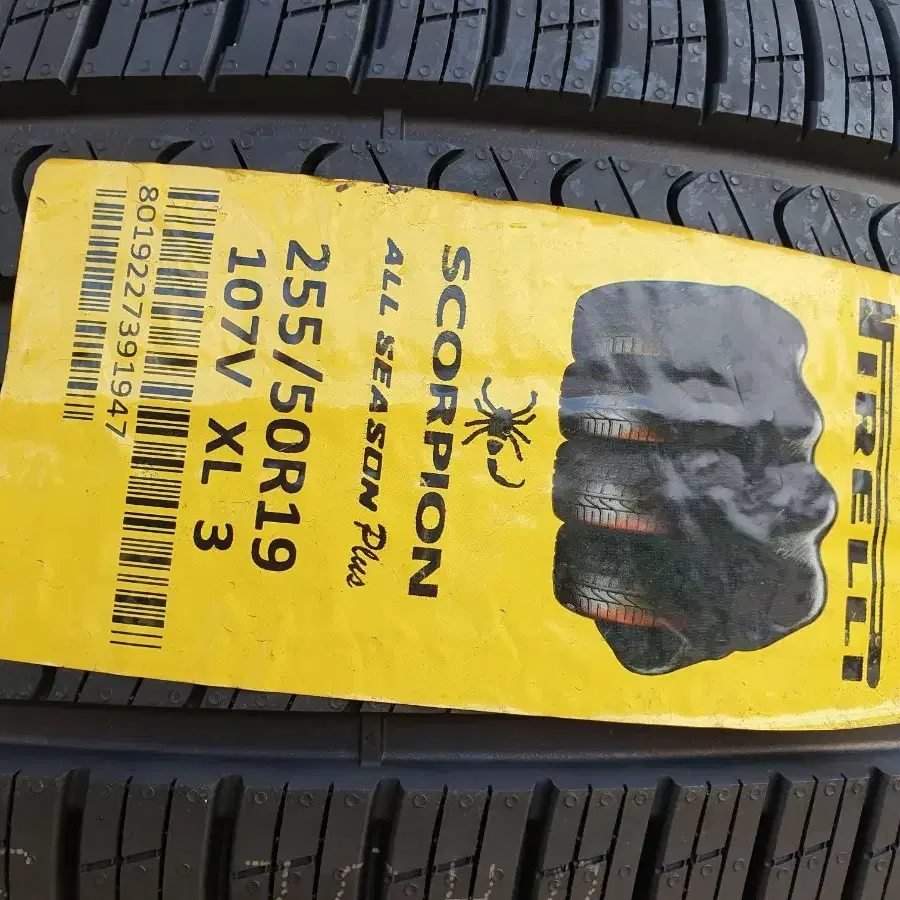 PIRELLI
SCORPION
ALL SEASON Plus
255/50R19
107V XL 3
8019227391947